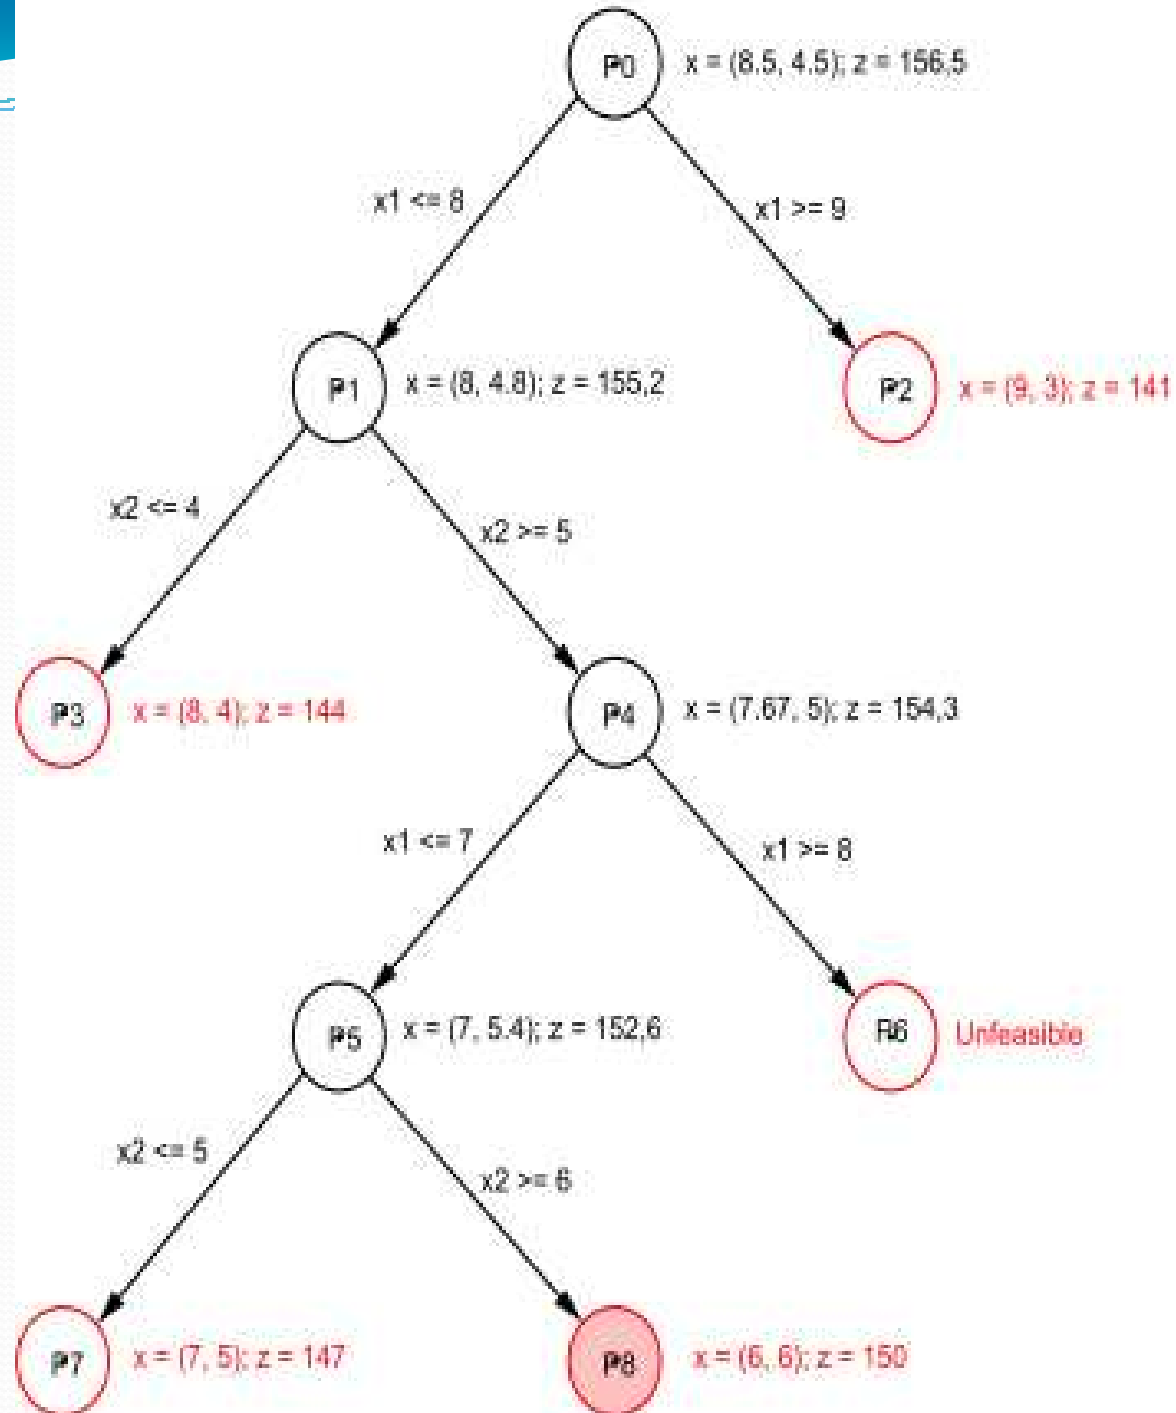 P0 x = (8.5, 4.5); z = 156,5
x1 <= 8
x1 >= 9
P1 x = (8, 4.8); z = 155,2
P2 x = (9, 3); z = 141
x2 <= 4
x2 >= 5
P3 x = (8, 4); z = 144
P4 x = (7.67, 5); z = 154,3
x1 <= 7
x1 >= 8
P5 x = (7, 5.4); z = 152,6
P6 Unfeasible
x2 <= 5
x2 >= 6
P7 x = (7, 5); z = 147
P8 x = (6, 6); z = 150